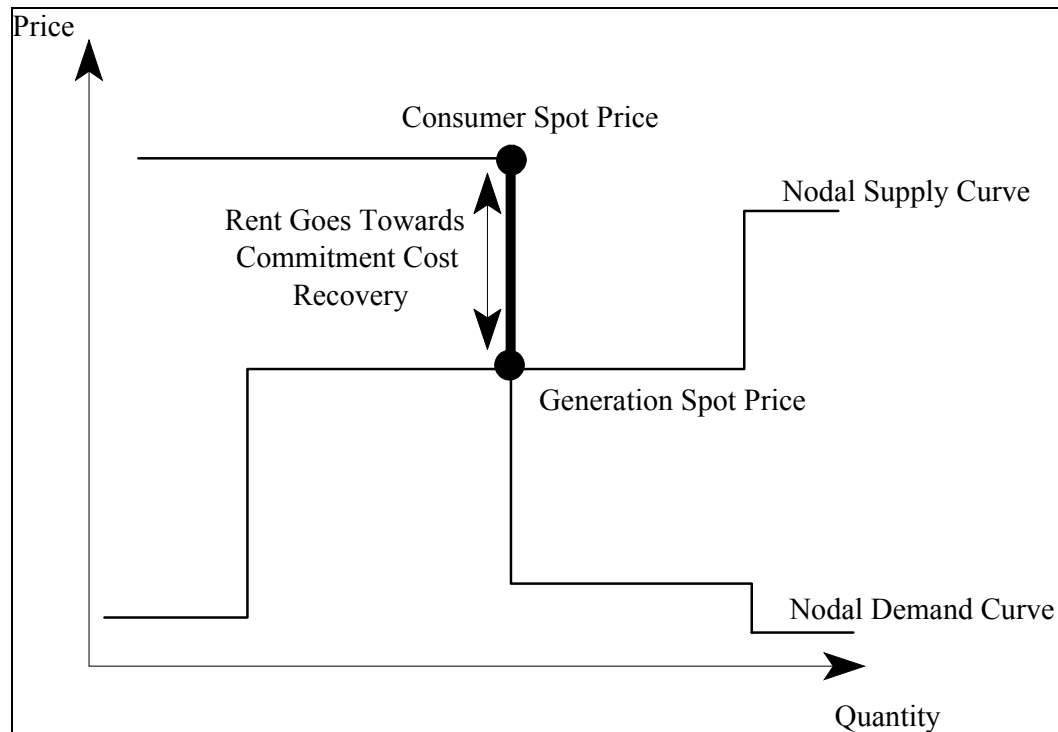 Price
Consumer Spot Price
Nodal Supply Curve
Rent Goes Towards
Commitment Cost
Recovery
Generation Spot Price
Nodal Demand Curve
Quantity